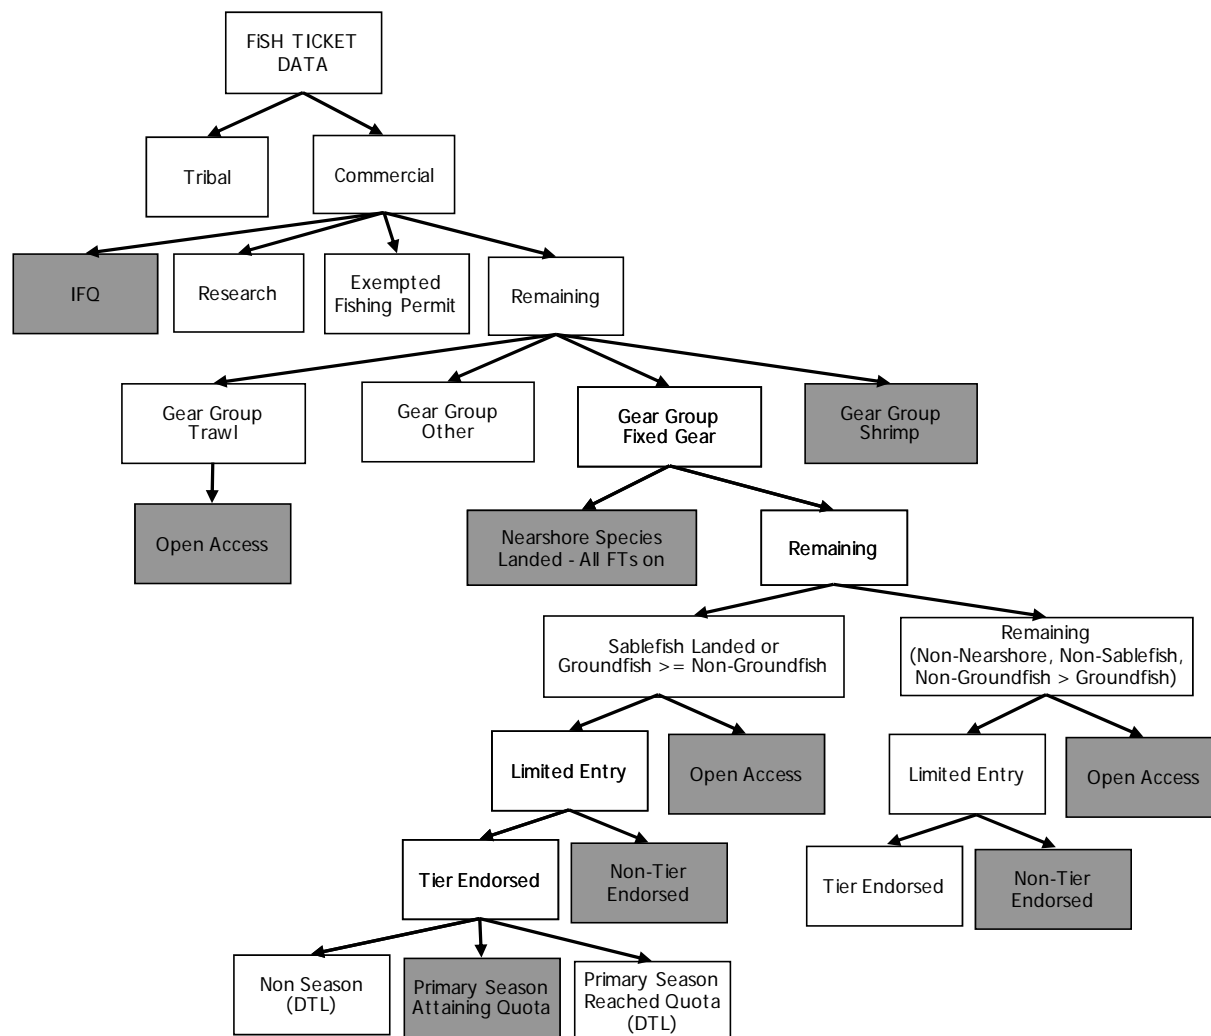 FiSH TICKET
DATA
Tribal
Commercial
IFQ
Research
Exempted
Fishing Permit
Remaining
Gear Group
Trawl
Gear Group
Other
Gear Group
Fixed Gear
Gear Group
Shrimp
Open Access
Nearshore Species
Landed - All FTs on
Remaining
Sablefish Landed or
Groundfish >= Non-Groundfish
Remaining
(Non-Nearshore, Non-Sablefish,
Non-Groundfish > Groundfish)
Limited Entry
Open Access
Limited Entry
Open Access
Tier Endorsed
Non-Tier
Endorsed
Tier Endorsed
Non-Tier
Endorsed
Non Season
(DTL)
Primary Season
Attaining Quota
Primary Season
Reached Quota
(DTL)